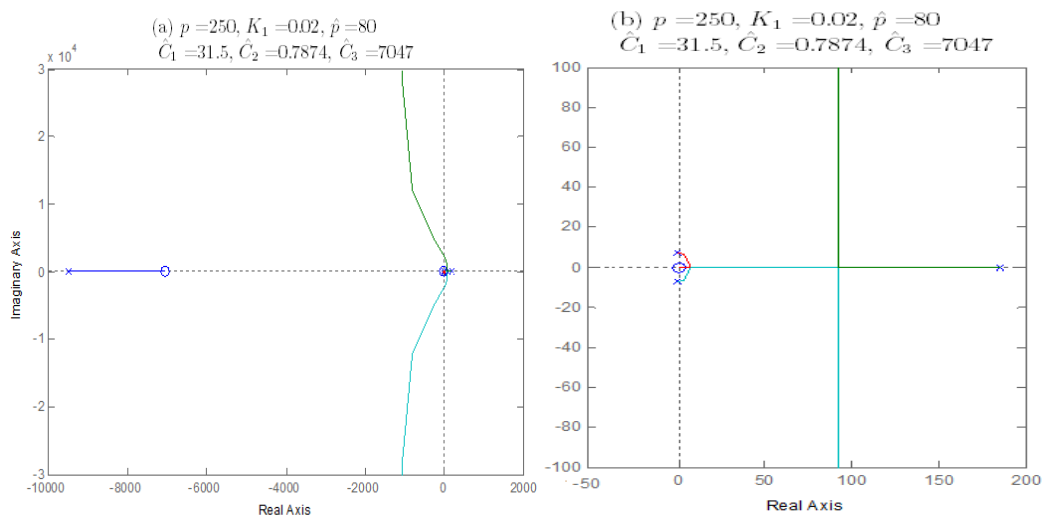 (a) p =250, K₁ =0.02, p̂ =80
Ĉ₁ =31.5, Ĉ₂ =0.7874, Ĉ₃ =7047
x 10⁴
3
2
1
0
-1
-2
-3
Imaginary Axis
-10000 -8000 -6000 -4000 -2000 0 2000
Real Axis
(b) p =250, K₁ =0.02, p̂ =80
Ĉ₁ =31.5, Ĉ₂ =0.7874, Ĉ₃ =7047
100
80
60
40
20
0
-20
-40
-60
-80
-100
-50 0 50 100 150 200
Real Axis